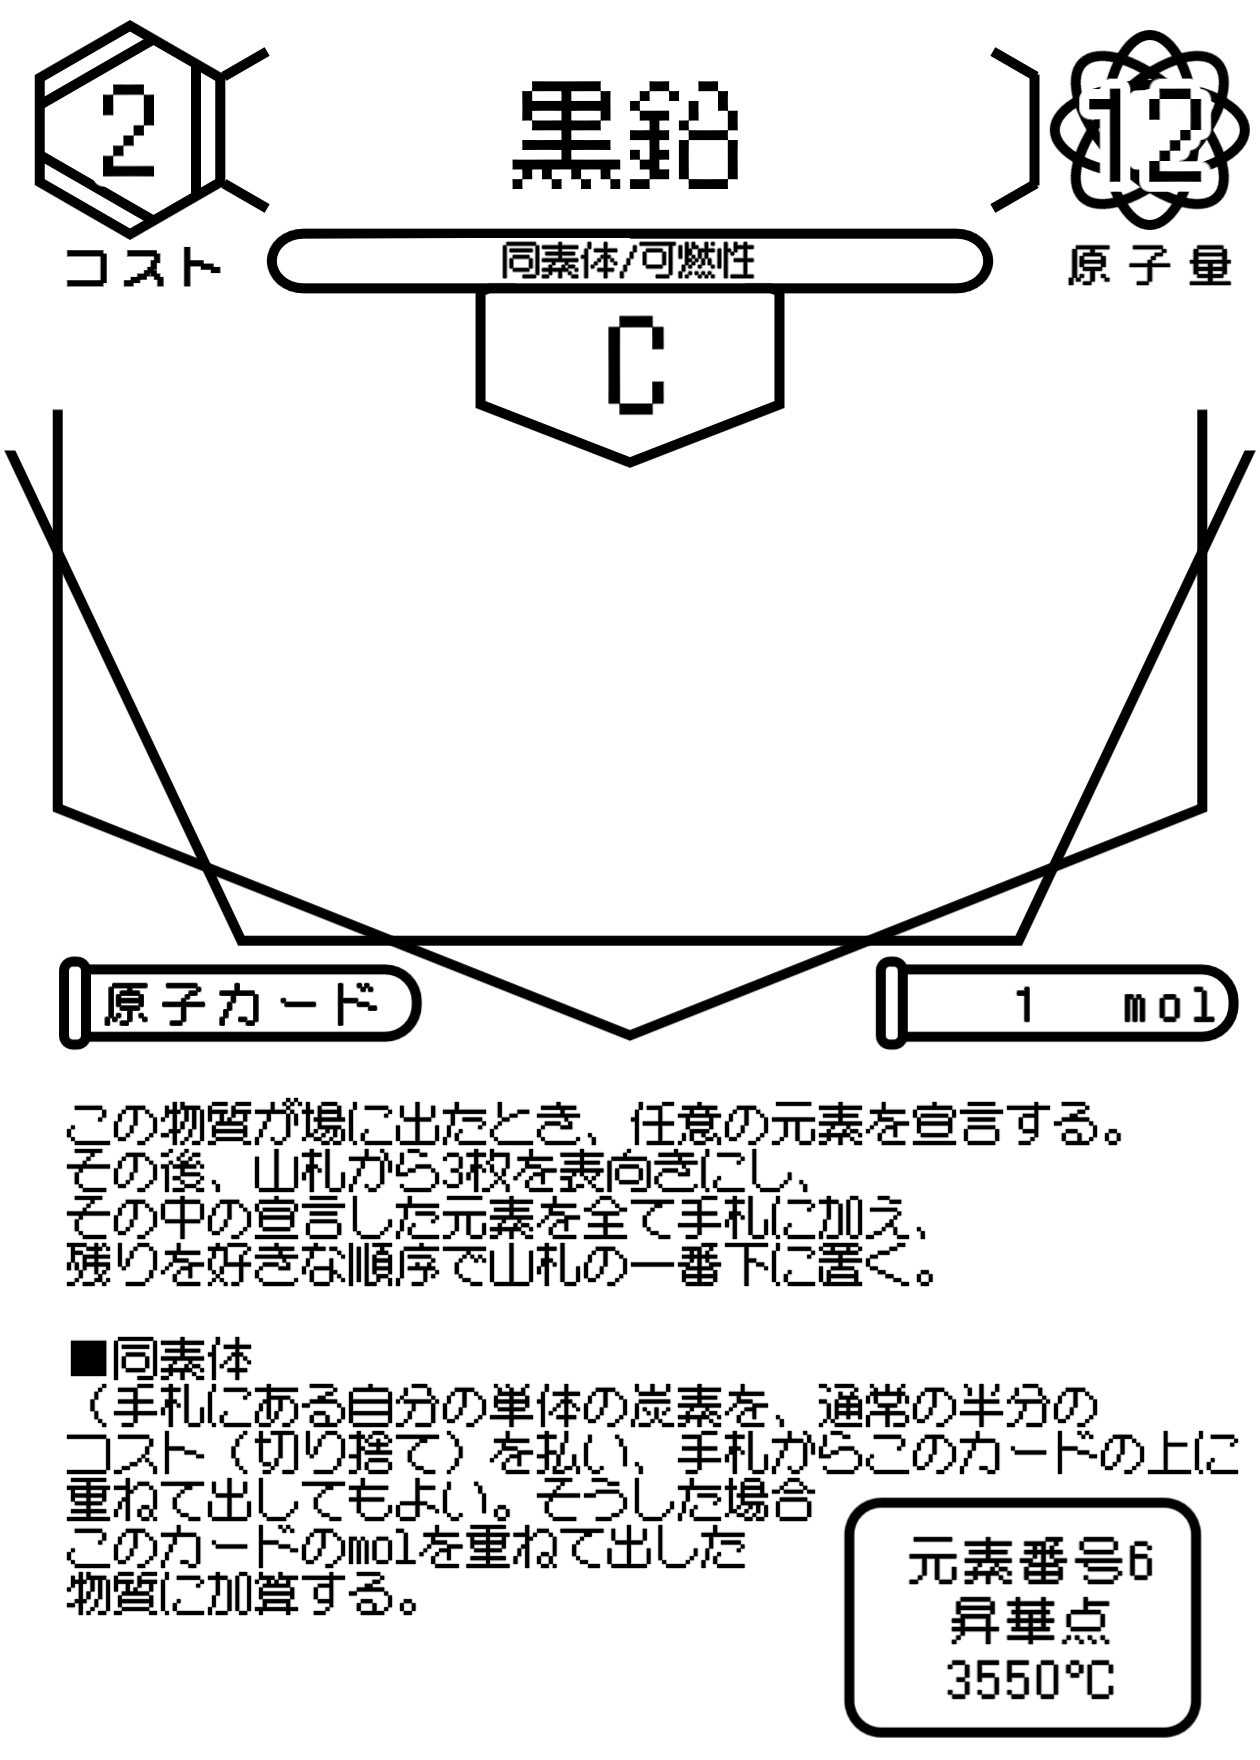 2
コスト
黒鉛
12
原子量
同素体/可燃性
C
原子カード
1 mol
この物質が場に出たとき、任意の元素を宣言する。
その後、山札から3枚を表向きにし、
その中の宣言した元素を全て手札に加え、
残りを好きな順序で山札の一番下に置く。
■同素体
（手札にある自分の単体の炭素を、通常の半分の
コスト（切り捨て）を払い、手札からこのカードの上に
重ねて出してもよい。そうした場合
このカードのmolを重ねて出した
物質に加算する。
元素番号6
昇華点
3550℃